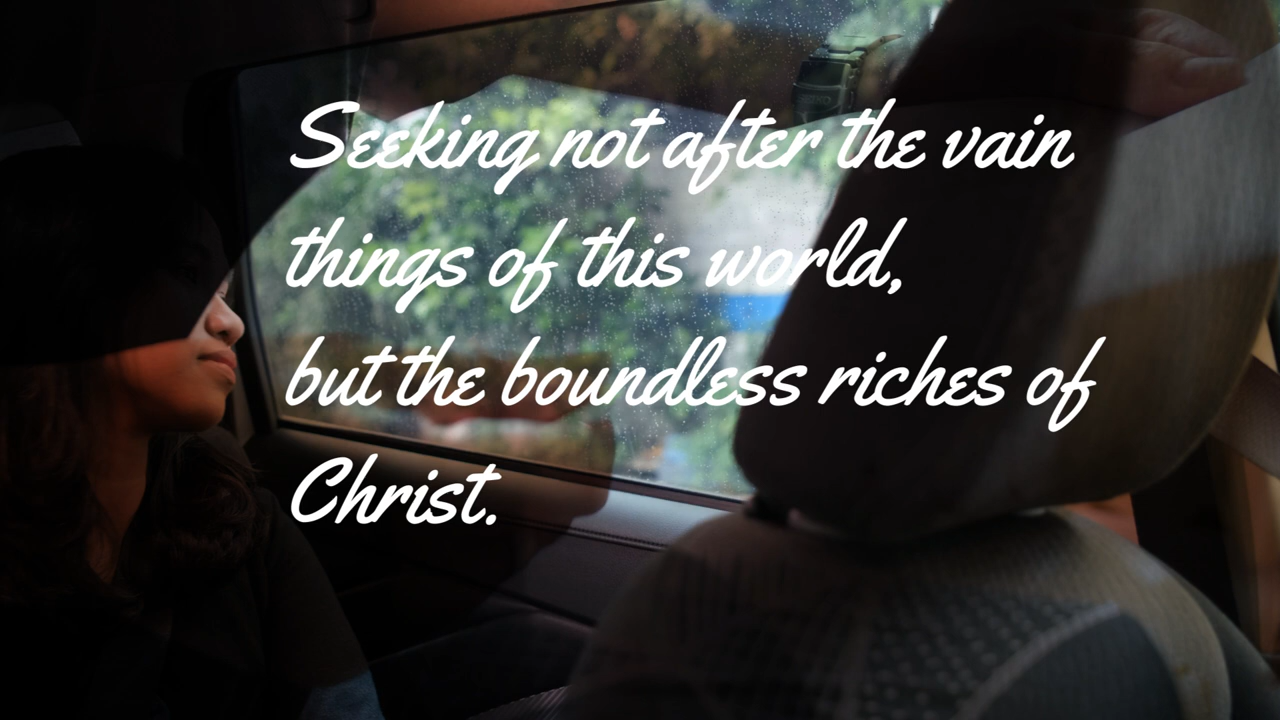 Seeking not after the vain
things of this world,
but the boundless riches of
Christ.